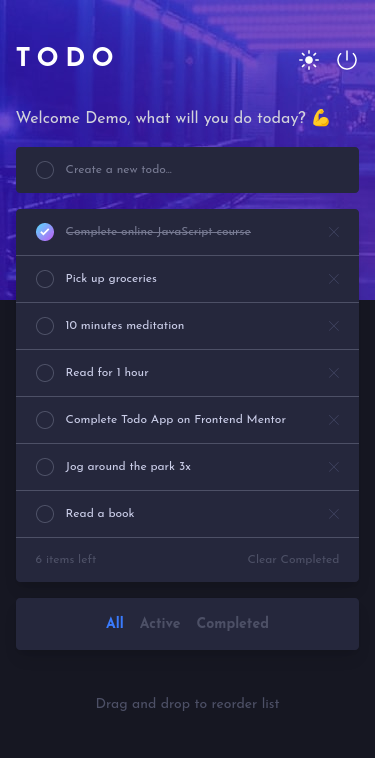 TODO
Welcome Demo, what will you do today? 💪
Create a new todo...
Complete online JavaScript course
Pick up groceries
10 minutes meditation
Read for 1 hour
Complete Todo App on Frontend Mentor
Jog around the park 3x
Read a book
6 items left Clear Completed
All Active Completed
Drag and drop to reorder list